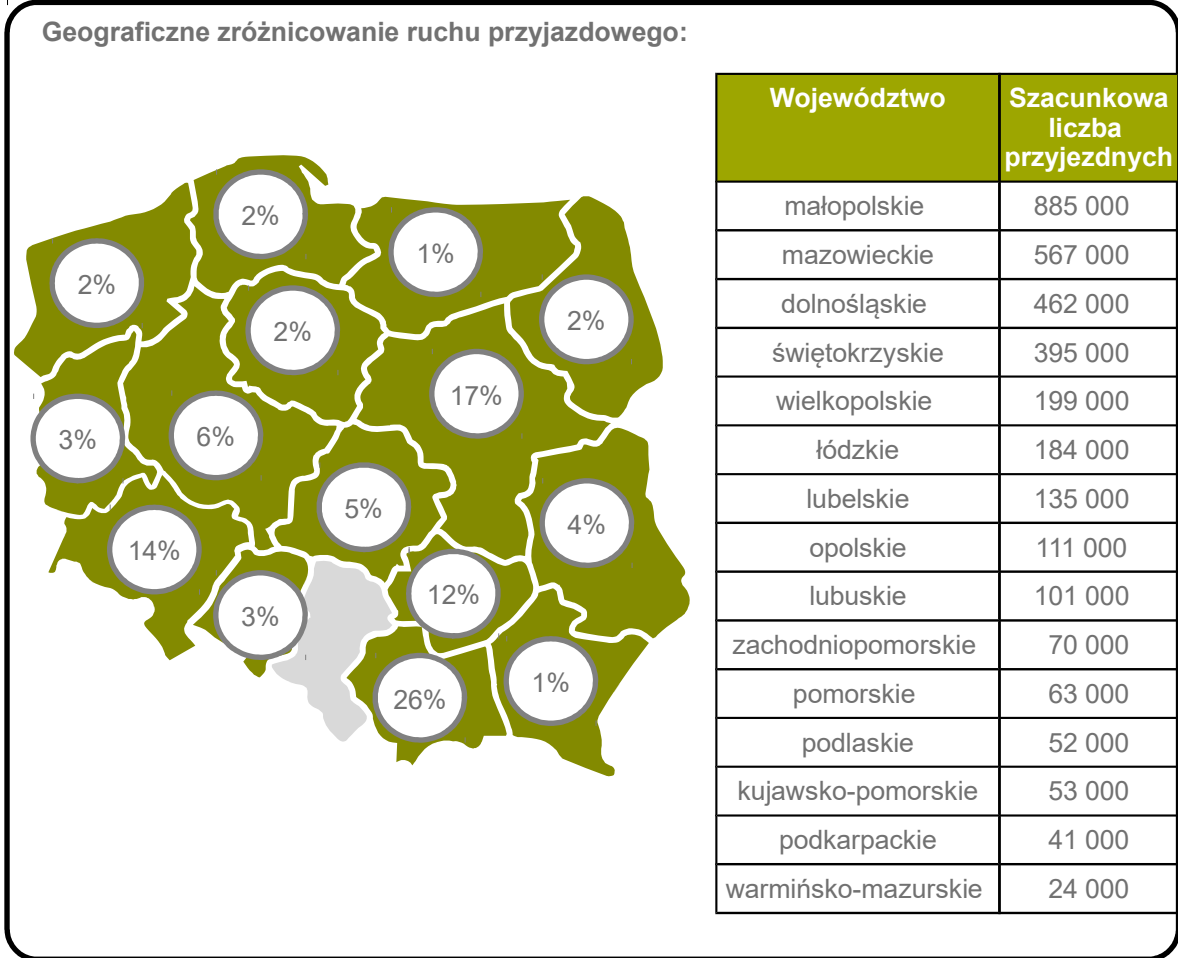 Geograficzne zróżnicowanie ruchu przyjazdowego:
2%
1%
2%
2%
2%
17%
3%
6%
5%
4%
14%
12%
3%
26%
1%
Województwo Szacunkowa
liczba
przyjezdnych
małopolskie 885 000
mazowieckie 567 000
dolnośląskie 462 000
świętokrzyskie 395 000
wielkopolskie 199 000
łódzkie 184 000
lubelskie 135 000
opolskie 111 000
lubuskie 101 000
zachodniopomorskie 70 000
pomorskie 63 000
podlaskie 52 000
kujawsko-pomorskie 53 000
podkarpackie 41 000
warmińsko-mazurskie 24 000